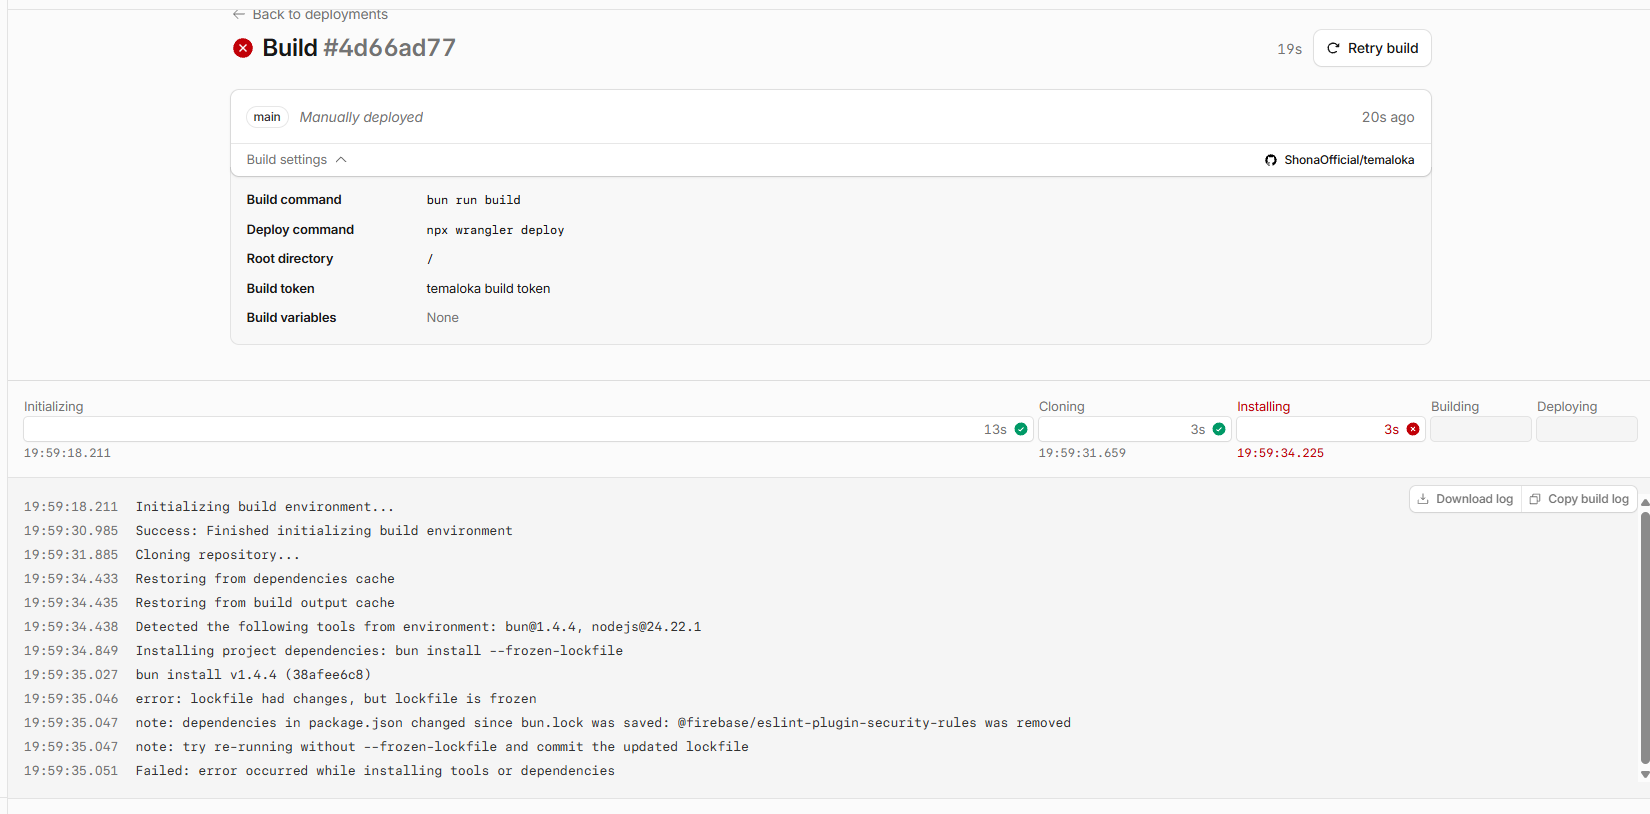 Back to deployments
Build #4d66ad77
19s
Retry build
main Manually deployed
20s ago
Build settings
ShonaOfficial/temaloka
Build command bun run build
Deploy command npx wrangler deploy
Root directory /
Build token temaloka build token
Build variables None
Initializing
13s
19:59:18.211
Cloning
3s
19:59:31.659
Installing
3s
19:59:34.225
Building
Deploying
Download log
Copy build log
19:59:18.211 Initializing build environment...
19:59:30.985 Success: Finished initializing build environment
19:59:31.885 Cloning repository...
19:59:34.433 Restoring from dependencies cache
19:59:34.435 Restoring from build output cache
19:59:34.438 Detected the following tools from environment: bun@1.4.4, nodejs@24.22.1
19:59:34.849 Installing project dependencies: bun install --frozen-lockfile
19:59:35.027 bun install v1.4.4 (38afee6c8)
19:59:35.046 error: lockfile had changes, but lockfile is frozen
19:59:35.047 note: dependencies in package.json changed since bun.lock was saved: @firebase/eslint-plugin-security-rules was removed
19:59:35.047 note: try re-running without --frozen-lockfile and commit the updated lockfile
19:59:35.051 Failed: error occurred while installing tools or dependencies